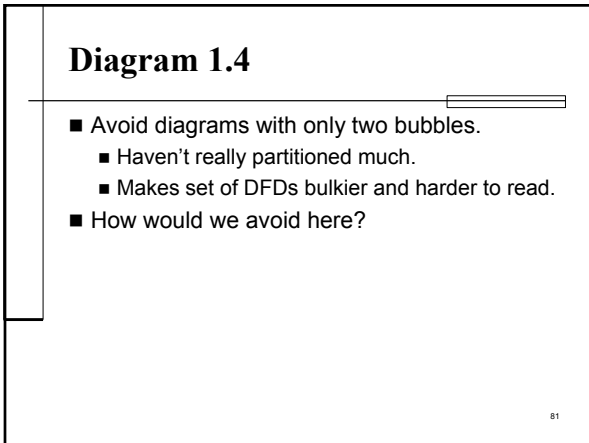 Diagram 1.4
■ Avoid diagrams with only two bubbles.
■ Haven't really partitioned much.
■ Makes set of DFDs bulkier and harder to read.
■ How would we avoid here?
81